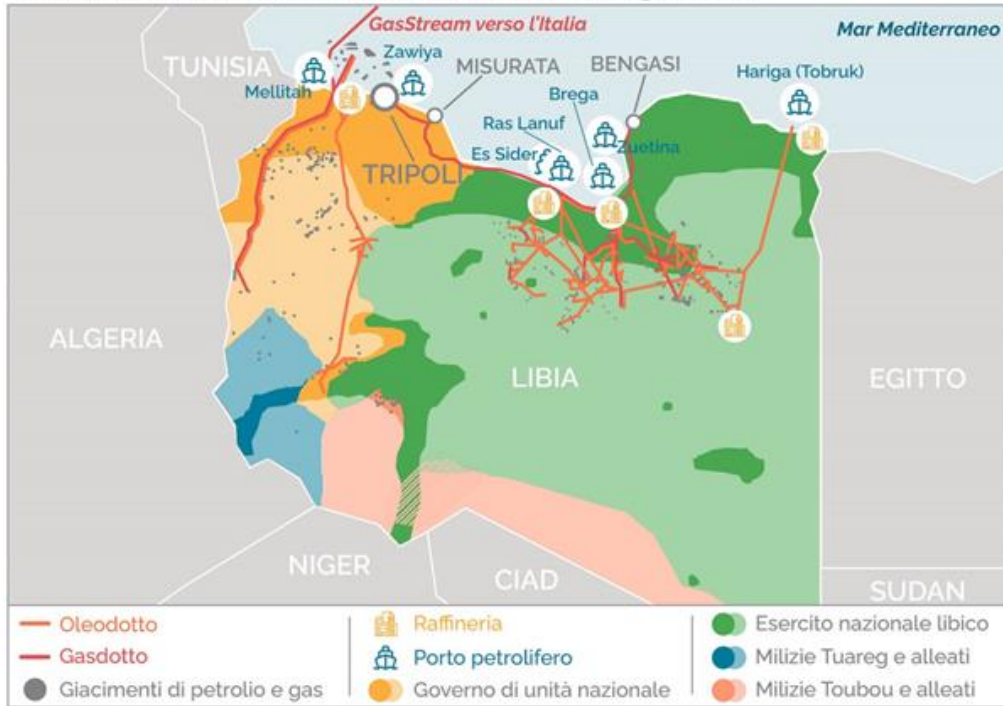 GasStream verso l'Italia
Mar Mediterraneo
TUNISIA
Zawiya
MISURATA
BENGASI
Hariga (Tobruk)
Mellitah
Brega
Ras Lanuf
Es Sider
Zuetina
TRIPOLI
ALGERIA
LIBIA
EGITTO
NIGER
CIAD
SUDAN
Oleodotto
Gasdotto
Giacimenti di petrolio e gas
Raffineria
Porto petrolifero
Governo di unità nazionale
Esercito nazionale libico
Milizie Tuareg e alleati
Milizie Toubou e alleati